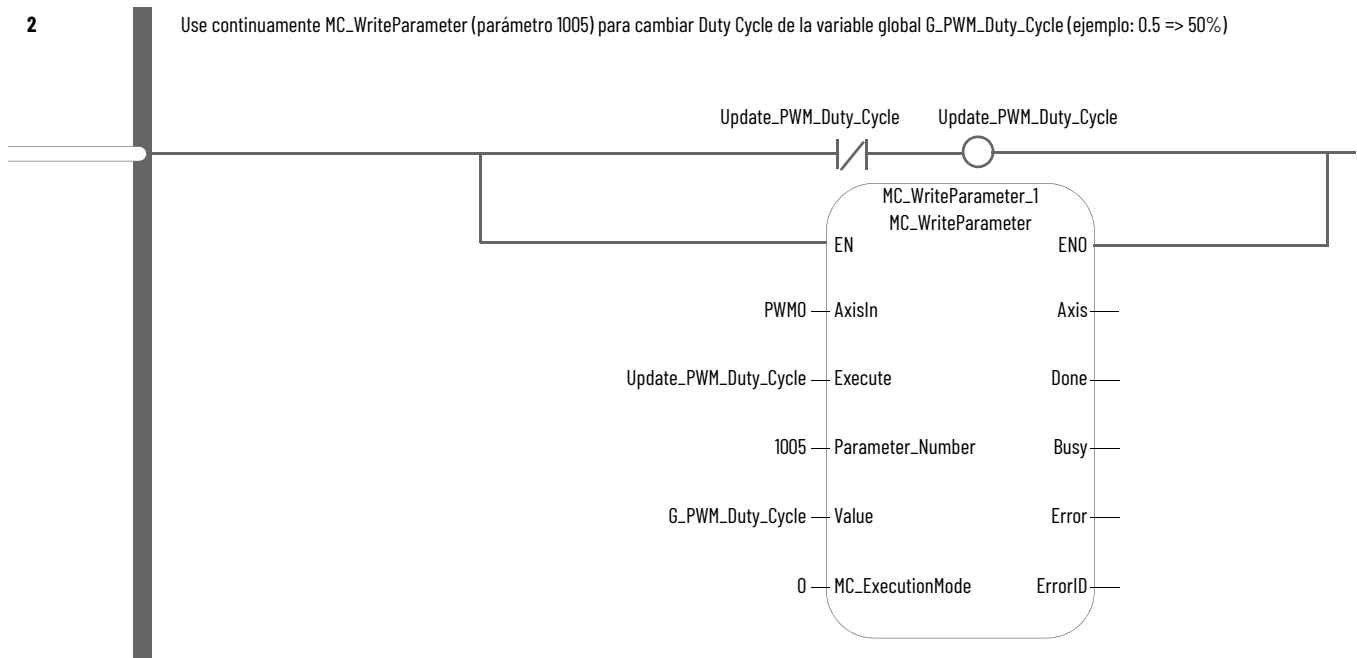 2
Use continuamente MC_WriteParameter (parámetro 1005) para cambiar Duty Cycle de la variable global G_PWM_Duty_Cycle (ejemplo: 0.5 => 50%)
Update_PWM_Duty_Cycle Update_PWM_Duty_Cycle
MC_WriteParameter_1
MC_WriteParameter
EN ENO
PWM0 AxisIn Axis
Update_PWM_Duty_Cycle Execute Done
1005 Parameter_Number Busy
G_PWM_Duty_Cycle Value Error
0 MC_ExecutionMode ErrorID